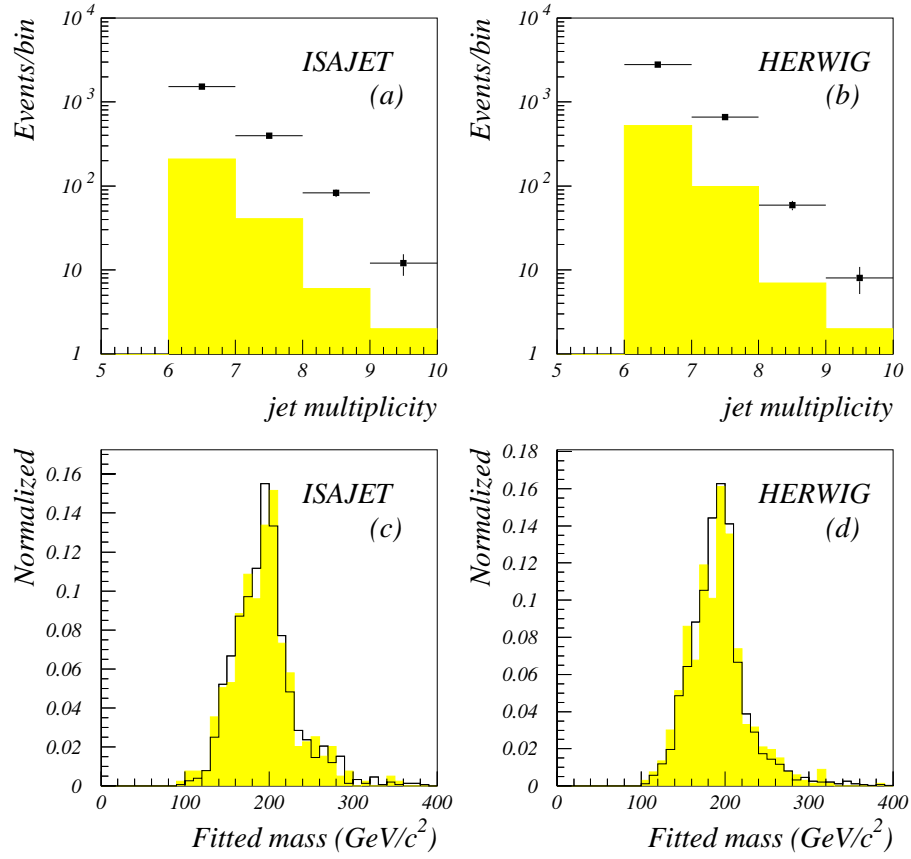 Events/bin
10^4
10^3
10^2
10
1
ISAJET
(a)
5 6 7 8 9 10
jet multiplicity
Events/bin
10^4
10^3
10^2
10
1
HERWIG
(b)
5 6 7 8 9 10
jet multiplicity
Normalized
0.16
0.14
0.12
0.1
0.08
0.06
0.04
0.02
0
ISAJET
(c)
0 100 200 300 400
Fitted mass (GeV/c^2)
Normalized
0.18
0.16
0.14
0.12
0.1
0.08
0.06
0.04
0.02
0
HERWIG
(d)
0 100 200 300 400
Fitted mass (GeV/c^2)